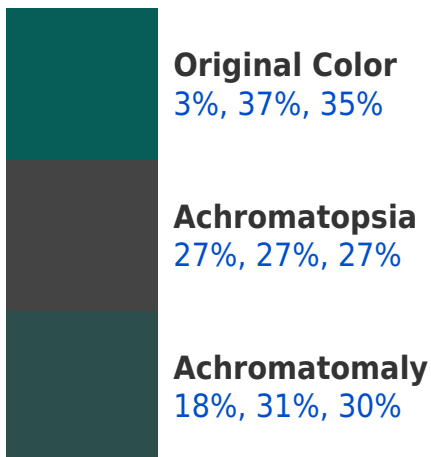 Original Color
3%, 37%, 35%
Achromatopsia
27%, 27%, 27%
Achromatomaly
18%, 31%, 30%